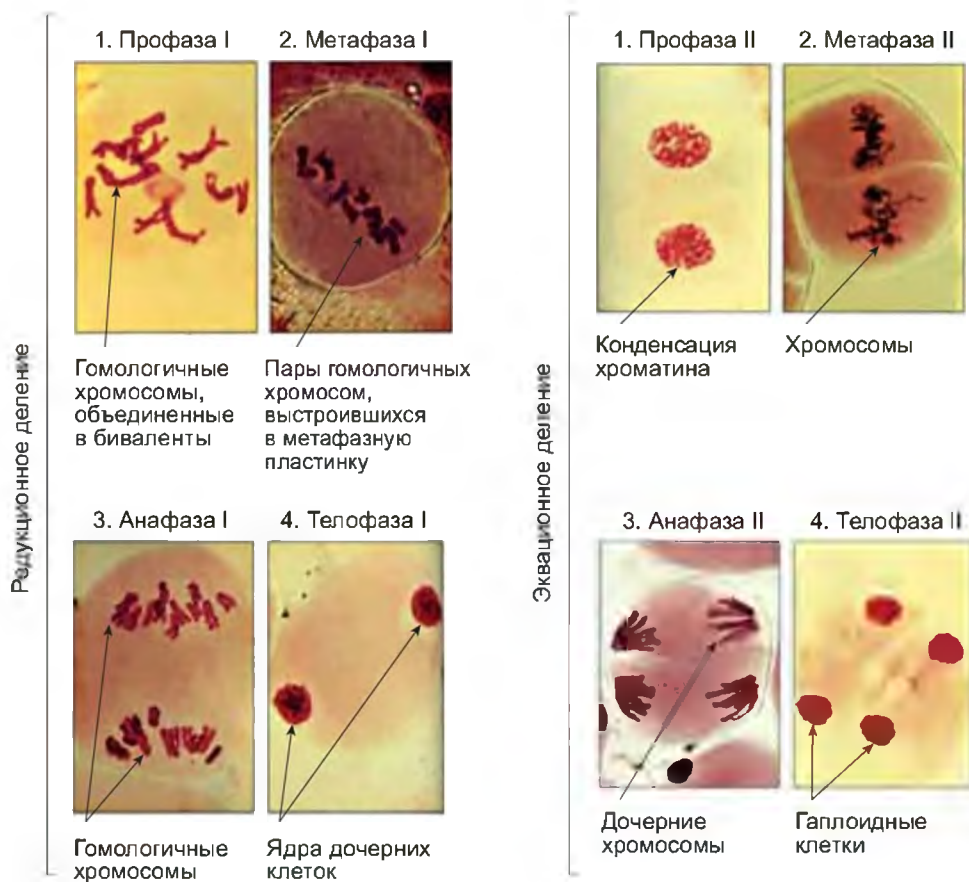 Редукционное деление
1. Профаза I
2. Метафаза I
Гомологичные
хромосомы,
объединенные
в биваленты
Пары гомологичных
хромосом,
выстроившихся
в метафазную
пластинку
3. Анафаза I
4. Телофаза I
Гомологичные
хромосомы
Ядра дочерних
клеток
Эквационное деление
1. Профаза II
2. Метафаза II
Конденсация
хроматина
Хромосомы
3. Анафаза II
4. Телофаза II
Дочерние
хромосомы
Гаплоидные
клетки